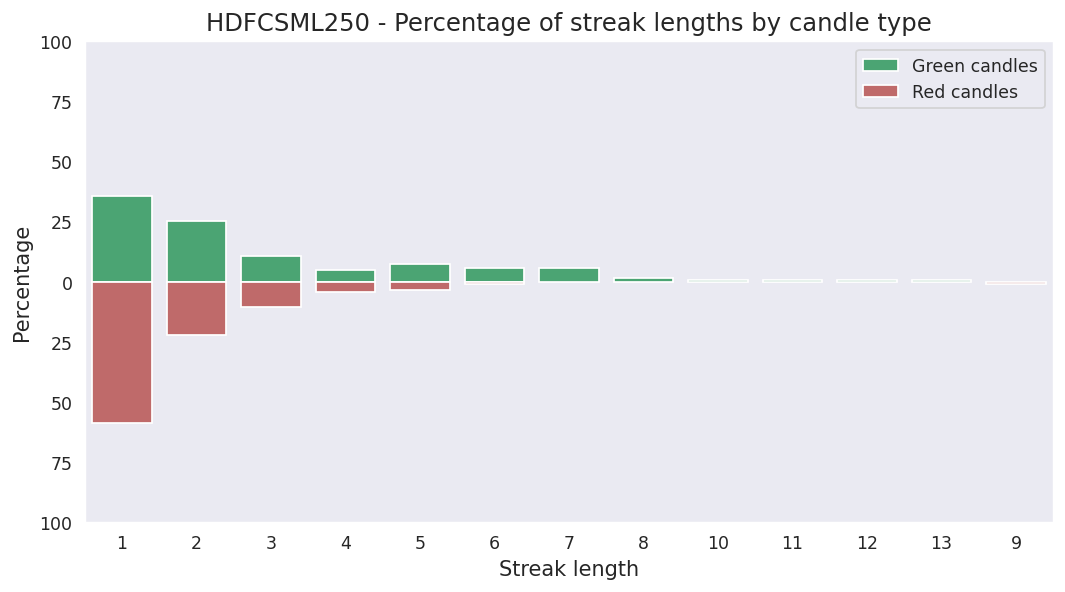 HDFCSML250 - Percentage of streak lengths by candle type
Green candles
Red candles
Percentage
100
75
50
25
0
25
50
75
100
1 2 3 4 5 6 7 8 10 11 12 13 9
Streak length